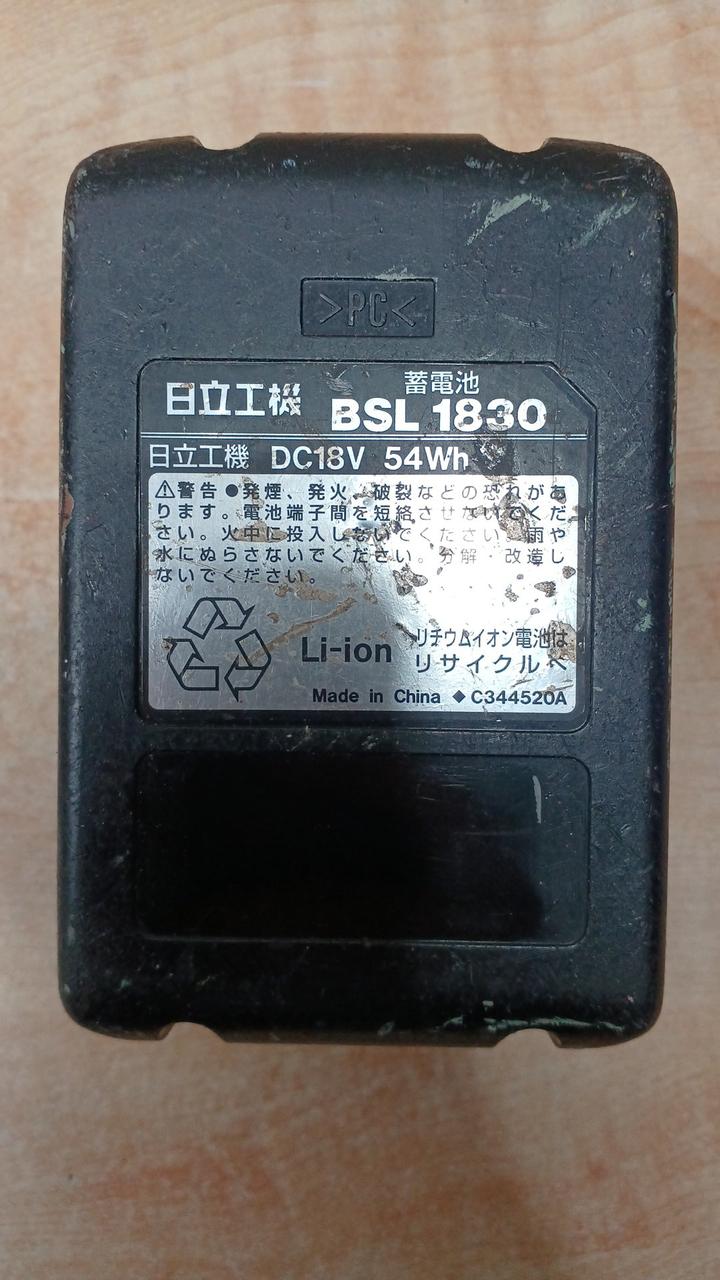 >PC<
日立工機
蓄電池
BSL 1830
日立工機 DC18V 54Wh
⚠警告●発煙、発火、破裂などの恐れがあ
ります。電池端子間を短絡させないでくだ
さい。火中に投入しないでください。雨や
水にぬらさないでください。分解・改造し
ないでください。
Li-ion
リチウムイオン電池は
リサイクルへ
Made in China ◆C344520A